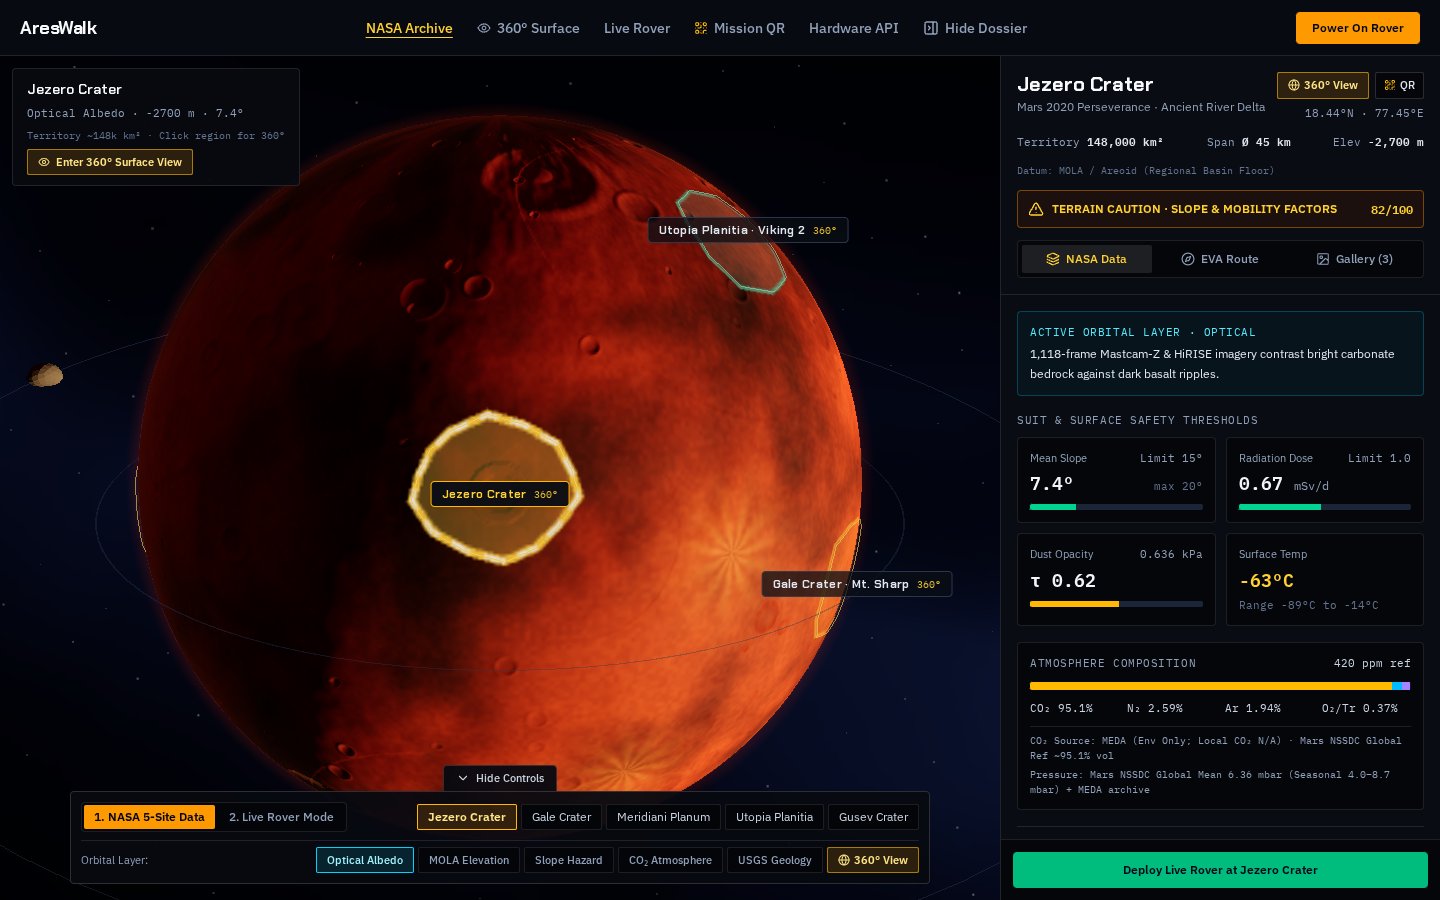 AresWalk
NASA Archive
360° Surface
Live Rover
Mission QR
Hardware API
Hide Dossier
Power On Rover
Jezero Crater
Optical Albedo · -2700 m · 7.4°
Territory ~148k km² · Click region for 360°
Enter 360° Surface View
Utopia Planitia · Viking 2 360°
Jezero Crater 360°
Gale Crater · Mt. Sharp 360°
Hide Controls
1. NASA 5-Site Data
2. Live Rover Mode
Jezero Crater
Gale Crater
Meridiani Planum
Utopia Planitia
Gusev Crater
Orbital Layer:
Optical Albedo
MOLA Elevation
Slope Hazard
CO₂ Atmosphere
USGS Geology
360° View
Jezero Crater
360° View
QR
Mars 2020 Perseverance · Ancient River Delta
18.44°N · 77.45°E
Territory 148,000 km²
Span Ø 45 km
Elev -2,700 m
Datum: MOLA / Areoid (Regional Basin Floor)
TERRAIN CAUTION · SLOPE & MOBILITY FACTORS 82/100
NASA Data
EVA Route
Gallery (3)
ACTIVE ORBITAL LAYER · OPTICAL
1,118-frame Mastcam-Z & HiRISE imagery contrast bright carbonate
bedrock against dark basalt ripples.
SUIT & SURFACE SAFETY THRESHOLDS
Mean Slope Limit 15°
7.4° max 20°
Radiation Dose Limit 1.0
0.67 mSv/d
Dust Opacity 0.636 kPa
τ 0.62
Surface Temp
-63°C
Range -89°C to -14°C
ATMOSPHERE COMPOSITION 420 ppm ref
CO₂ 95.1% N₂ 2.59% Ar 1.94% O₂/Tr 0.37%
CO₂ Source: MEDA (Env Only; Local CO₂ N/A) · Mars NSSDC Global
Ref ~95.1% vol
Pressure: Mars NSSDC Global Mean 6.36 mbar (Seasonal 4.0–8.7
mbar) + MEDA archive
Deploy Live Rover at Jezero Crater